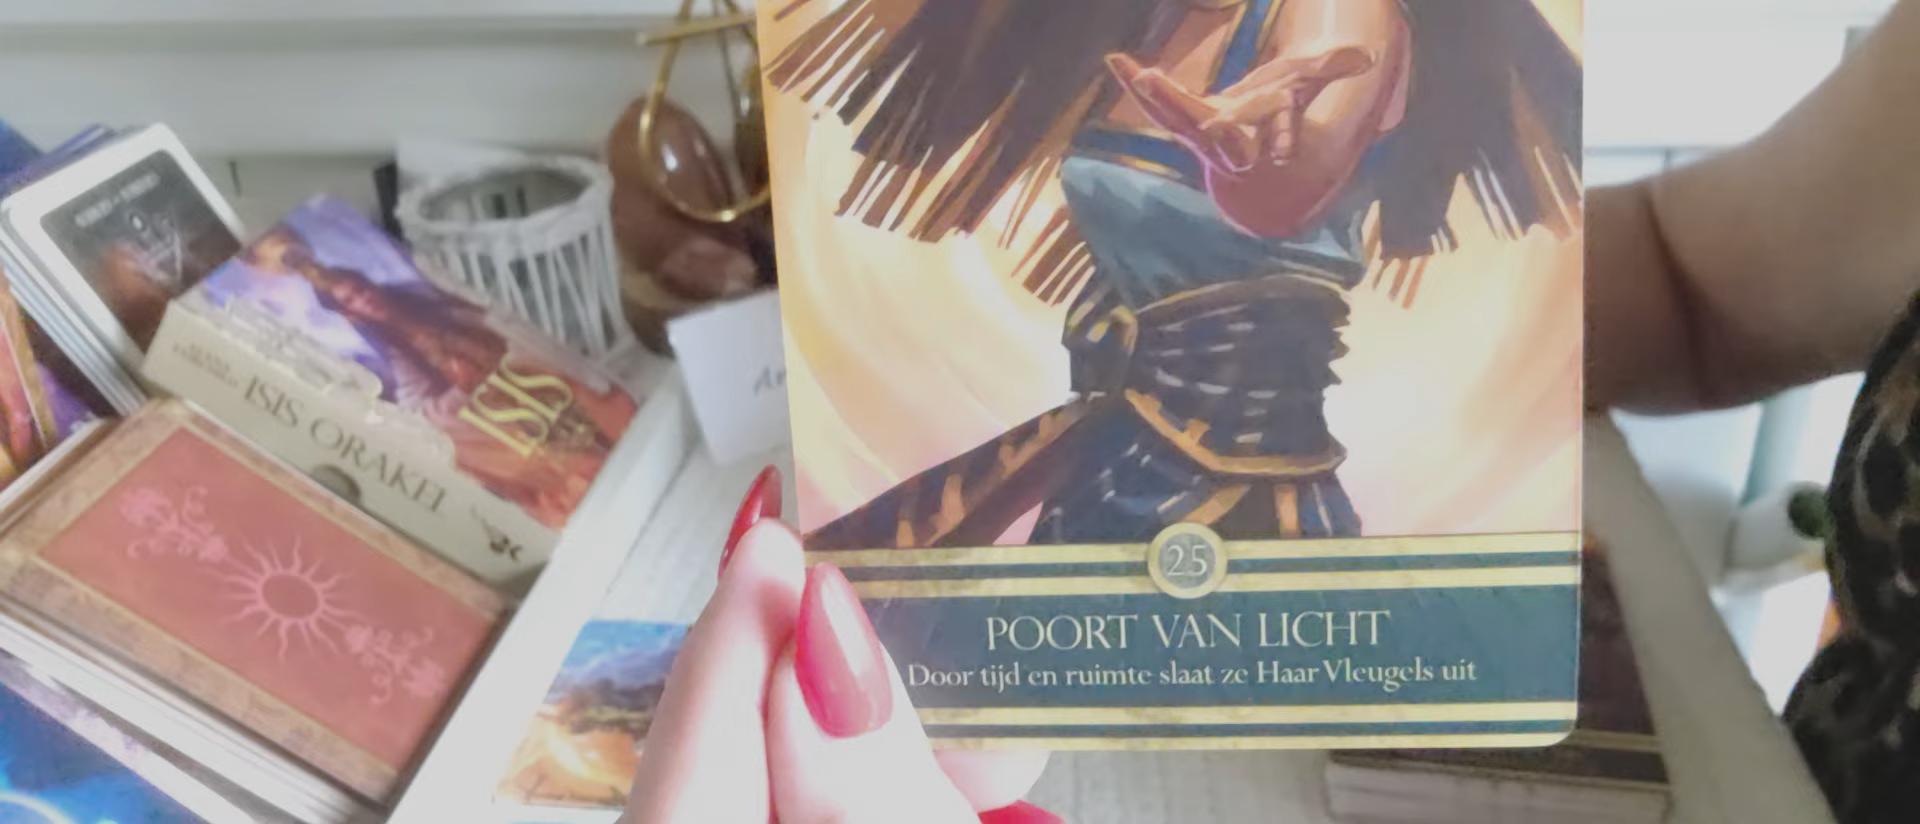 ISIS
ISIS ORAKEL
25
POORT VAN LICHT
Door tijd en ruimte slaat ze Haar Vleugels uit